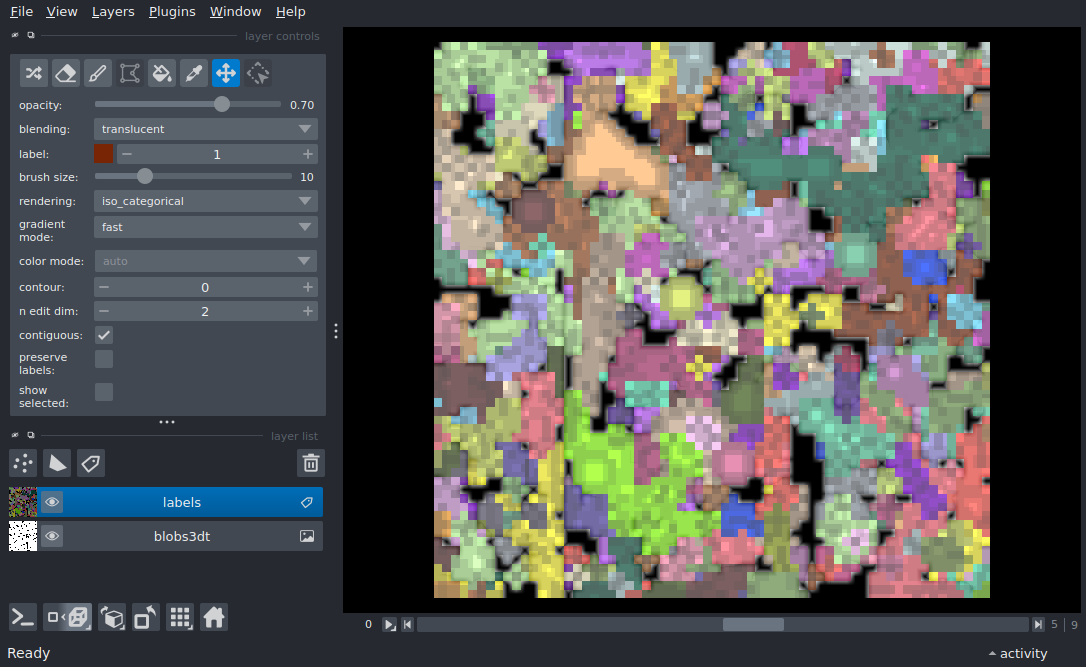 File View Layers Plugins Window Help
layer controls
opacity: 0.70
blending: translucent
label: 1
brush size: 10
rendering: iso_categorical
gradient
mode: fast
color mode: auto
contour: 0
n edit dim: 2
contiguous:
preserve
labels:
show
selected:
layer list
labels
blobs3dt
0 5 9
Ready activity